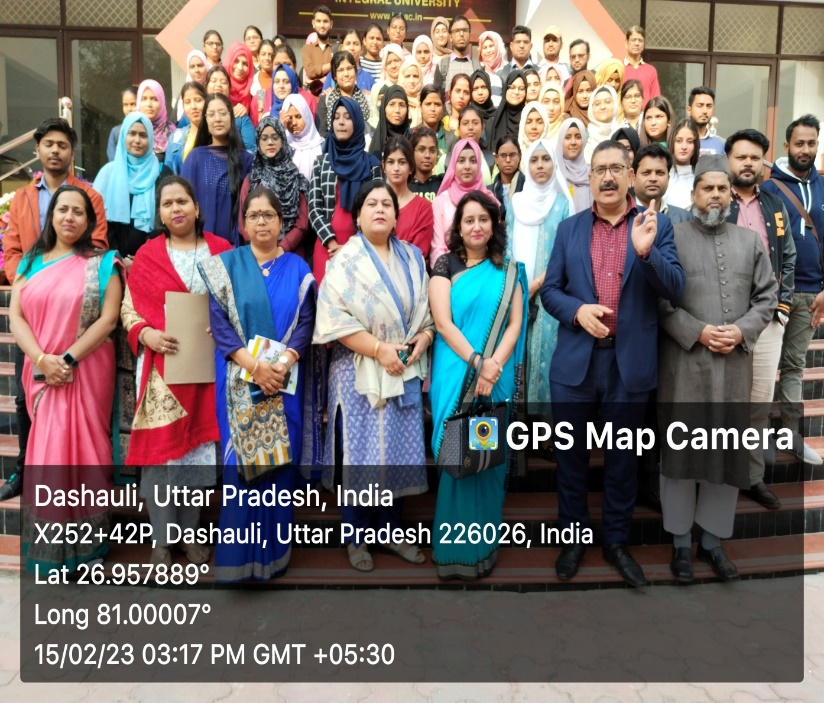 INTEGRAL UNIVERSITY
GPS Map Camera
Dashauli, Uttar Pradesh, India
X252+42P, Dashauli, Uttar Pradesh 226026, India
Lat 26.957889°
Long 81.00007°
15/02/23 03:17 PM GMT +05:30